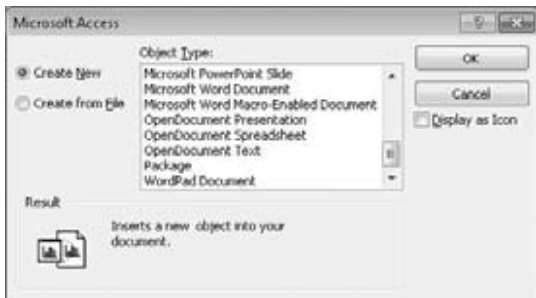 Microsoft Access
Object Type:
Create New
Create from File
Microsoft PowerPoint Slide
Microsoft Word Document
Microsoft Word Macro-Enabled Document
OpenDocument Presentation
OpenDocument Spreadsheet
OpenDocument Text
Package
WordPad Document
OK
Cancel
Display as Icon
Result
Inserts a new object into your
document.